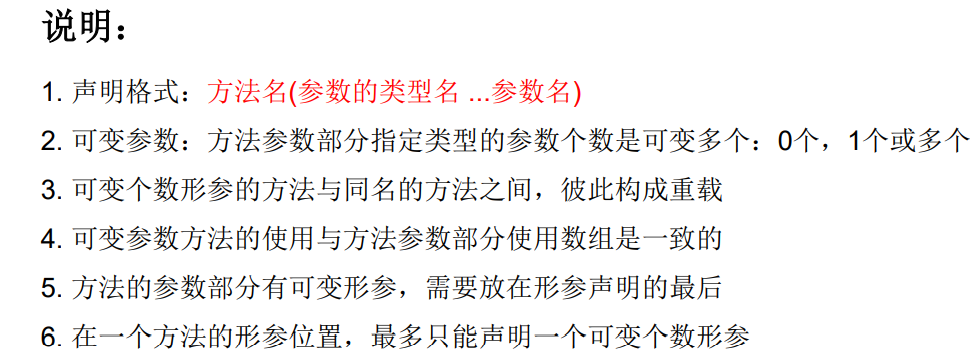 说明：
1. 声明格式：方法名(参数的类型名 ...参数名)
2. 可变参数：方法参数部分指定类型的参数个数是可变多个：0个，1个或多个
3. 可变个数形参的方法与同名的方法之间，彼此构成重载
4. 可变参数方法的使用与方法参数部分使用数组是一致的
5. 方法的参数部分有可变形参，需要放在形参声明的最后
6. 在一个方法的形参位置，最多只能声明一个可变个数形参